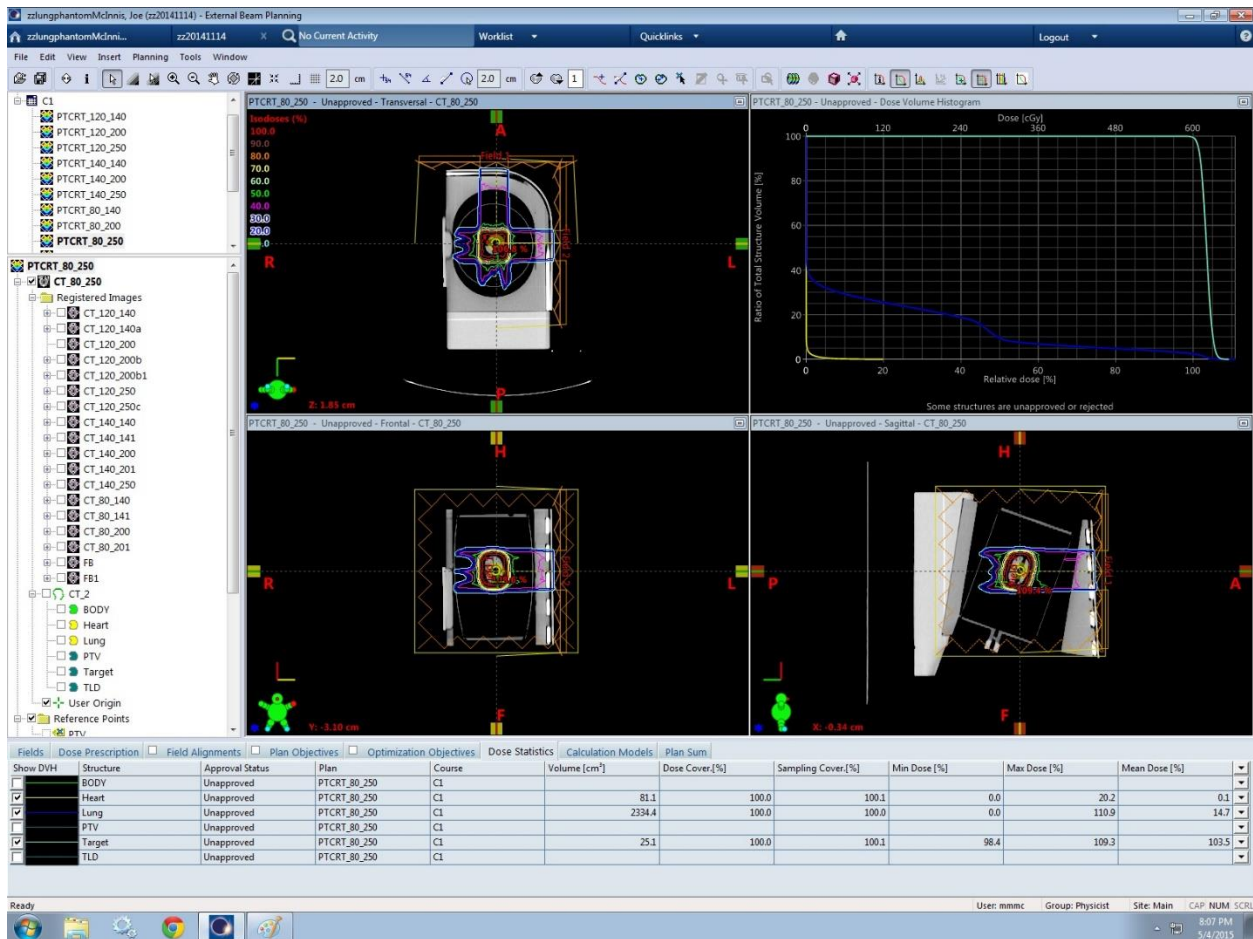 zzlungphantomMcInnis, Joe (zz20141114) - External Beam Planning
zzlungphantomMcInni... zz20141114 X No Current Activity Worklist Quicklinks Logout
File Edit View Insert Planning Tools Window
2.0 cm 2.0 cm 1
C1
PTCRT_120_140
PTCRT_120_200
PTCRT_120_250
PTCRT_140_140
PTCRT_140_200
PTCRT_140_250
PTCRT_80_140
PTCRT_80_200
PTCRT_80_250
PTCRT_80_250
CT_80_250
Registered Images
CT_120_140
CT_120_140a
CT_120_200
CT_120_200b
CT_120_200b1
CT_120_250
CT_120_250c
CT_140_140
CT_140_141
CT_140_200
CT_140_201
CT_140_250
CT_80_140
CT_80_141
CT_80_200
CT_80_201
FB
FB1
CT_2
BODY
Heart
Lung
PTV
Target
TLD
User Origin
Reference Points
PTV
PTCRT_80_250 - Unapproved - Transversal - CT_80_250
Isodoses (%)
100.0
90.0
80.0
70.0
60.0
50.0
40.0
30.0
20.0
A
Field 1
Field 2
R
L
P
Z: 1.85 cm
PTCRT_80_250 - Unapproved - Dose Volume Histogram
Dose [cGy]
0 120 240 360 480 600
Ratio of Total Structure Volume [%]
100
80
60
40
20
0
0 20 40 60 80 100
Relative dose [%]
Some structures are unapproved or rejected
PTCRT_80_250 - Unapproved - Frontal - CT_80_250
H
R
L
F
Y: -3.10 cm
PTCRT_80_250 - Unapproved - Sagittal - CT_80_250
H
P
A
F
X: -0.34 cm
Fields Dose Prescription Field Alignments Plan Objectives Optimization Objectives Dose Statistics Calculation Models Plan Sum
Show DVH Structure Approval Status Plan Course Volume [cm³] Dose Cover.[%] Sampling Cover.[%] Min Dose [%] Max Dose [%] Mean Dose [%]
BODY Unapproved PTCRT_80_250 C1
Heart Unapproved PTCRT_80_250 C1 81.1 100.0 100.1 0.0 20.2 0.1
Lung Unapproved PTCRT_80_250 C1 2334.4 100.0 100.0 0.0 110.9 14.7
PTV Unapproved PTCRT_80_250 C1
Target Unapproved PTCRT_80_250 C1 25.1 100.0 100.1 98.4 109.3 103.5
TLD Unapproved PTCRT_80_250 C1
Ready User: mmmc Group: Physicist Site: Main CAP NUM SCRL
8:07 PM
5/4/2015